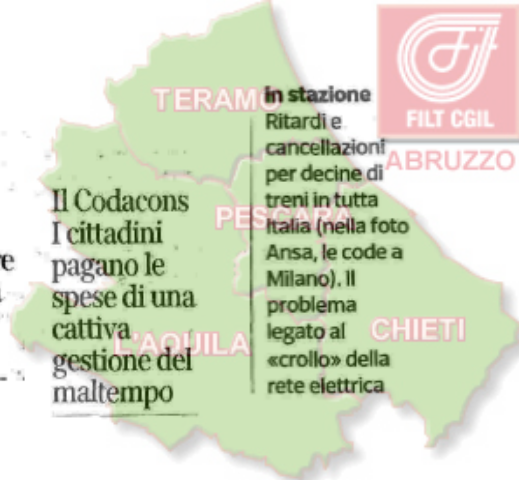 FILT CGIL
ABRUZZO
TERAMO
PESCARA
L'AQUILA
CHIETI
Il Codacons
I cittadini
pagano le
spese di una
cattiva
gestione del
maltempo
in stazione
Ritardi e
cancellazioni
per decine di
treni in tutta
Italia (nella foto
Ansa, le code a
Milano). Il
problema
legato al
«crollo» della
rete elettrica